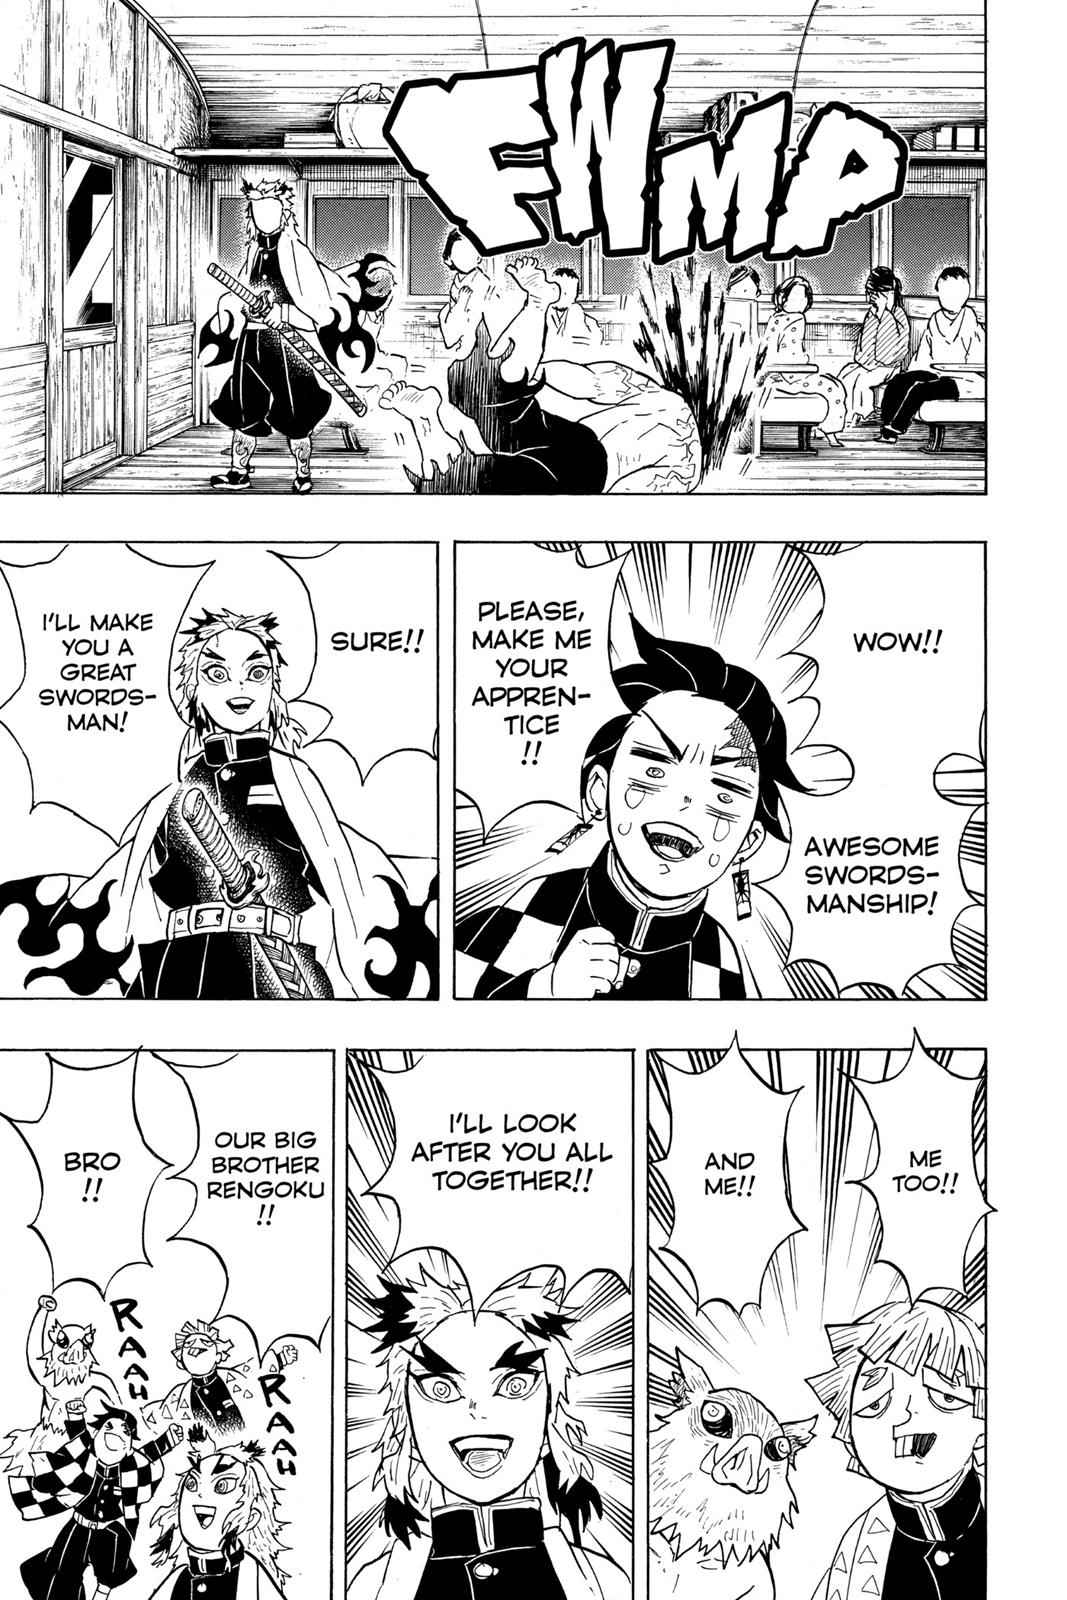 FWMP
WOW!!
AWESOME
SWORDS-
MANSHIP!
PLEASE,
MAKE ME
YOUR
APPREN-
TICE
!!
SURE!!
I'LL MAKE
YOU A
GREAT
SWORDS-
MAN!
ME
TOO!!
AND
ME!!
I'LL LOOK
AFTER YOU ALL
TOGETHER!!
OUR BIG
BROTHER
RENGOKU
!!
BRO
!!
RAAH
RAAH